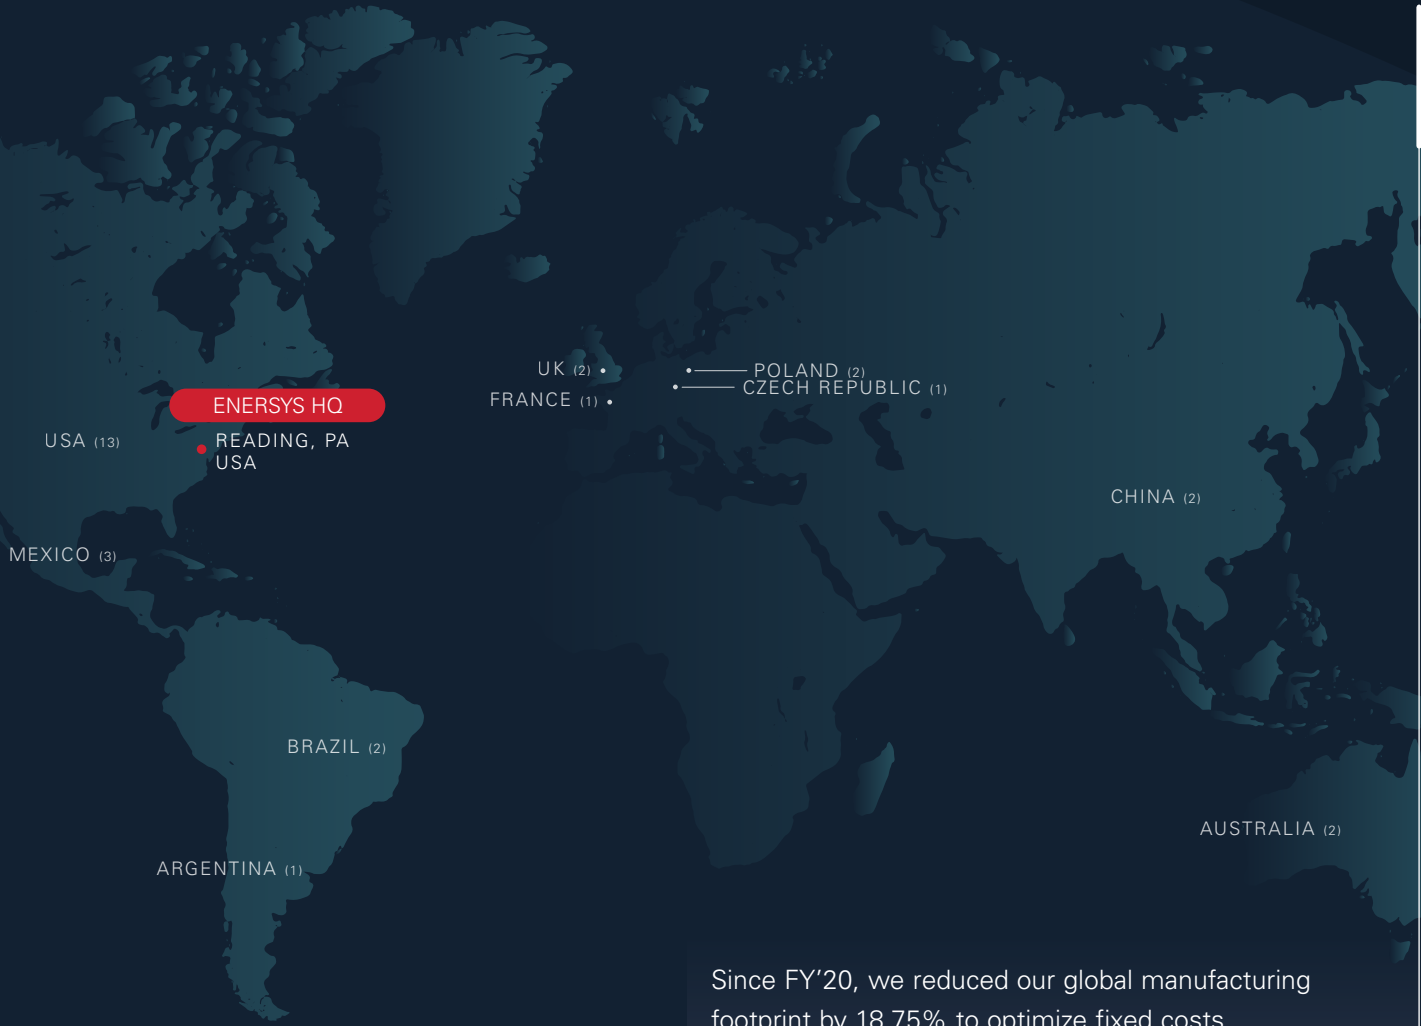 UK (2)
POLAND (2)
CZECH REPUBLIC (1)
FRANCE (1)
ENERSYS HQ
USA (13)
READING, PA
USA
CHINA (2)
MEXICO (3)
BRAZIL (2)
AUSTRALIA (2)
ARGENTINA (1)
Since FY'20, we reduced our global manufacturing
footprint by 18.75% to optimize fixed costs